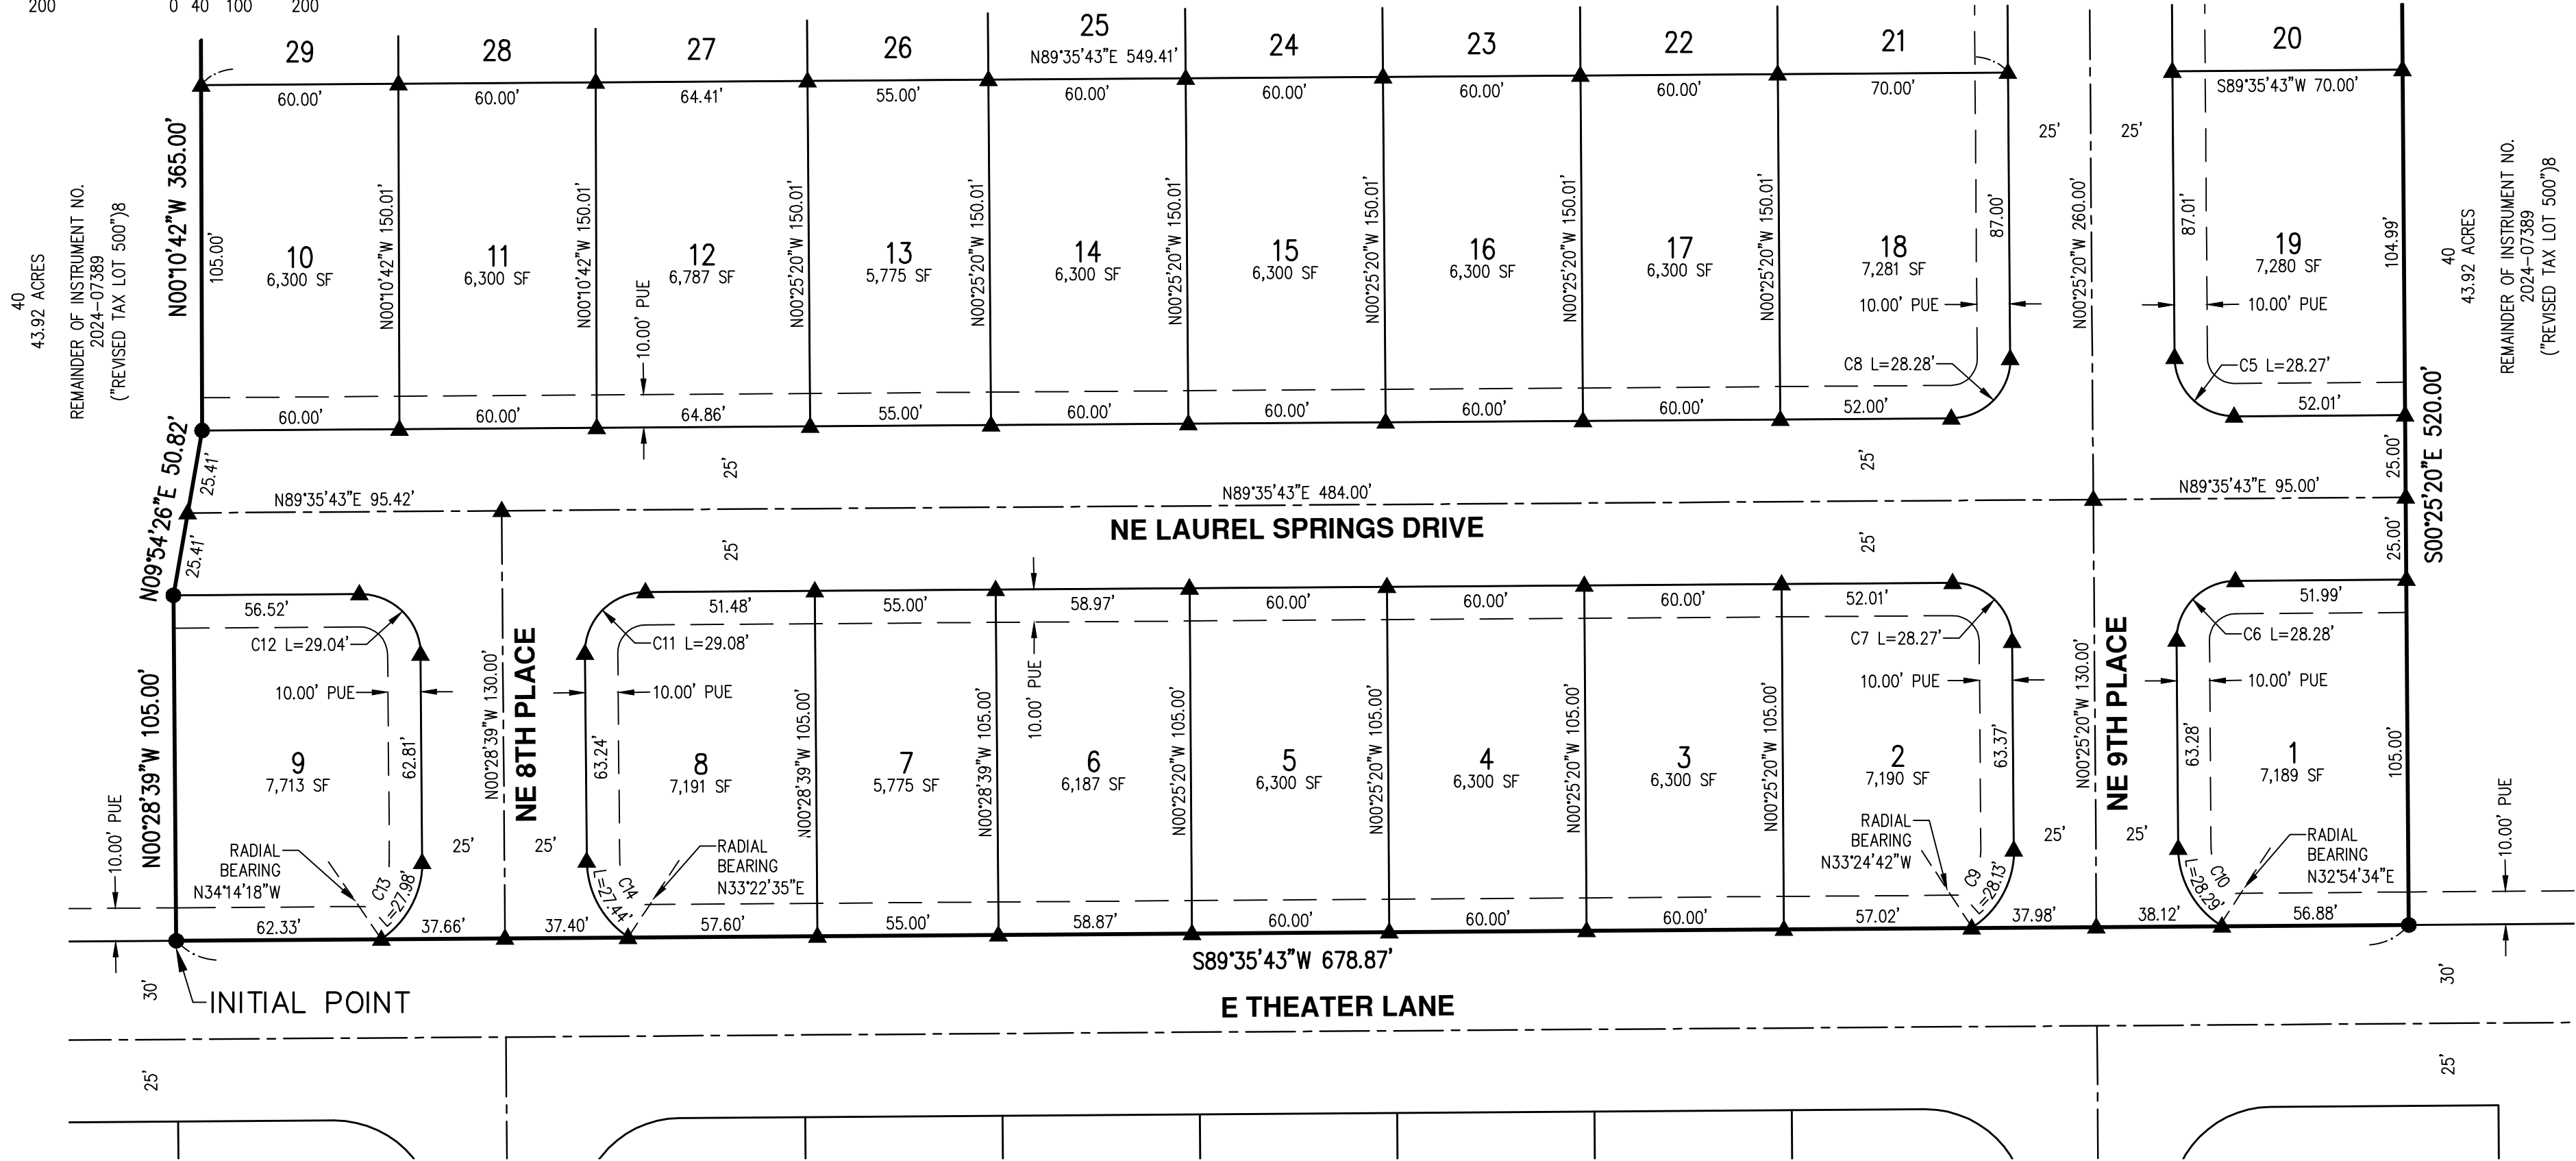 200 0 40 100 200
29 28 27 26 25 24 23 22 21 20
N89°35'43"E 549.41'
60.00' 60.00' 64.41' 55.00' 60.00' 60.00' 60.00' 60.00' 70.00' S89°35'43"W 70.00'
25' 25'
40
43.92 ACRES
REMAINDER OF INSTRUMENT NO.
2024-07389
("REVISED TAX LOT 500")8
N00°10'42"W 365.00'
105.00'
10
6,300 SF
N00°10'42"W 150.01'
11
6,300 SF
N00°10'42"W 150.01'
12
6,787 SF
10.00' PUE
N00°25'20"W 150.01'
13
5,775 SF
N00°25'20"W 150.01'
14
6,300 SF
N00°25'20"W 150.01'
15
6,300 SF
N00°25'20"W 150.01'
16
6,300 SF
N00°25'20"W 150.01'
17
6,300 SF
N00°25'20"W 150.01'
18
7,281 SF
87.00'
10.00' PUE
C8 L=28.28'
N00°25'20"W 260.00'
87.01'
19
7,280 SF
10.00' PUE
C5 L=28.27'
104.99'
40
43.92 ACRES
REMAINDER OF INSTRUMENT NO.
2024-07389
("REVISED TAX LOT 500")8
60.00' 60.00' 64.86' 55.00' 60.00' 60.00' 60.00' 60.00' 52.00' 52.01'
N09°54'26"E 50.82'
25.41'
25.41'
25' 25'
25.00'
S00°25'20"E 520.00'
N89°35'43"E 95.42' N89°35'43"E 484.00' N89°35'43"E 95.00'
NE LAUREL SPRINGS DRIVE
25' 25'
25.00'
56.52' 51.48' 55.00' 58.97' 60.00' 60.00' 60.00' 52.01' 51.99'
C12 L=29.04' C11 L=29.08' C7 L=28.27' C6 L=28.28'
10.00' PUE 10.00' PUE 10.00' PUE 10.00' PUE 10.00' PUE
N00°28'39"W 105.00'
9
7,713 SF
62.81'
N00°28'39"W 130.00'
NE 8TH PLACE
63.24'
8
7,191 SF
N00°28'39"W 105.00'
7
5,775 SF
N00°28'39"W 105.00'
6
6,187 SF
N00°25'20"W 105.00'
5
6,300 SF
N00°25'20"W 105.00'
4
6,300 SF
N00°25'20"W 105.00'
3
6,300 SF
N00°25'20"W 105.00'
2
7,190 SF
63.37'
N00°25'20"W 130.00'
NE 9TH PLACE
63.28'
1
7,189 SF
105.00'
10.00' PUE
10.00' PUE
25' 25' 25' 25'
RADIAL
BEARING
N34°14'18"W
C13
L=27.98'
C14
L=27.44'
RADIAL
BEARING
N33°22'35"E
RADIAL
BEARING
N33°24'42"W
C9
L=28.13'
C10
L=28.29'
RADIAL
BEARING
N32°54'34"E
62.33' 37.66' 37.40' 57.60' 55.00' 58.87' 60.00' 60.00' 60.00' 57.02' 37.98' 38.12' 56.88'
S89°35'43"W 678.87'
30' 30'
INITIAL POINT
E THEATER LANE
25' 25'